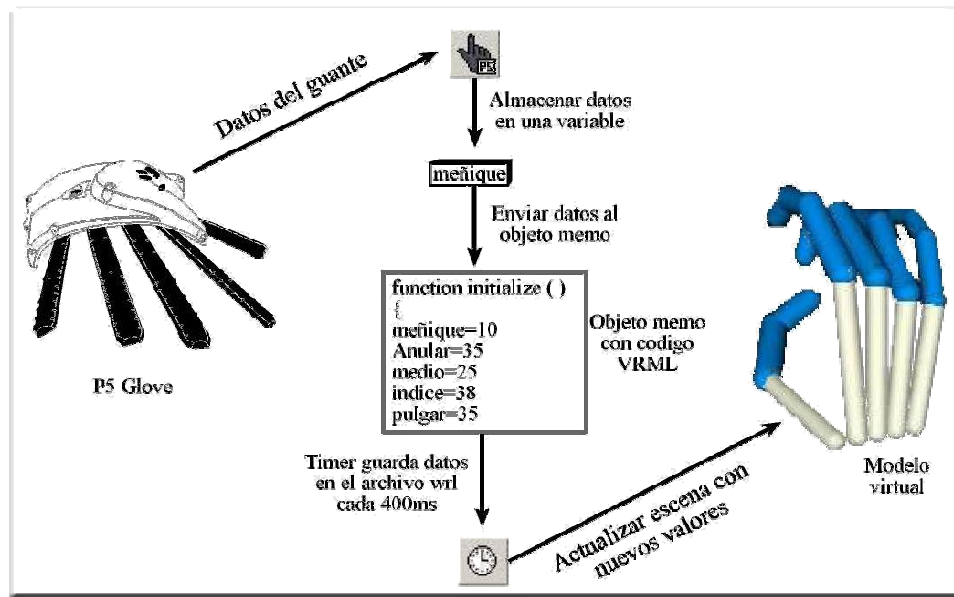 Datos del guante
P5
Almacenar datos
en una variable
meñique
Enviar datos al
objeto memo
function initialize ( )
{
meñique=10
Anular=35
medio=25
indice=38
pulgar=35
Objeto memo
con codigo
VRML
P5 Glove
Timer guarda datos
en el archivo wrl
cada 400ms
Actualizar escena con
nuevos valores
Modelo
virtual